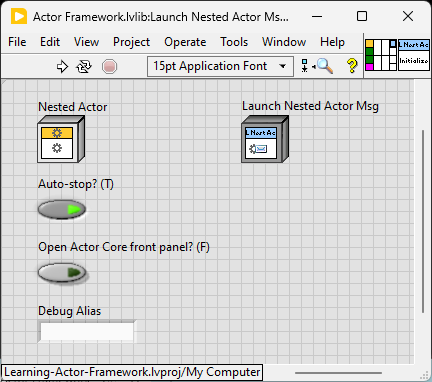 Actor Framework.lvlib:Launch Nested Actor Ms...
File Edit View Project Operate Tools Window Help
15pt Application Font
L Nest Ac
Initialize
Nested Actor
Launch Nested Actor Msg
L Nest Ac
Auto-stop? (T)
Open Actor Core front panel? (F)
Debug Alias
Learning-Actor-Framework.lvproj/My Computer